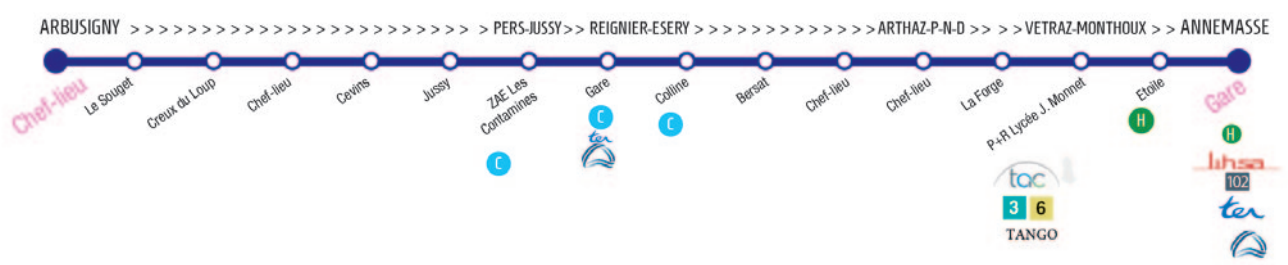 ARBUSIGNY > > > > > > > > > > > > > > > > > > > > > > > > > > > > > PERS-JUSSY > > REIGNIER-ESERY > > > > > > > > > > > > > ARTHAZ-P-N-D > > > > VETRAZ-MONTHOUX > > ANNEMASSE
Chef-lieu
Le Souget
Creux du Loup
Chef-lieu
Cevins
Jussy
ZAE Les
Contamines
Gare
Colline
Bersat
Chef-lieu
Chef-lieu
La Forge
P+R Lycée J. Monnet
Etoile
Gare
C
C
ter
C
H
H
tac
3 6
TANGO
lihsa
102
ter